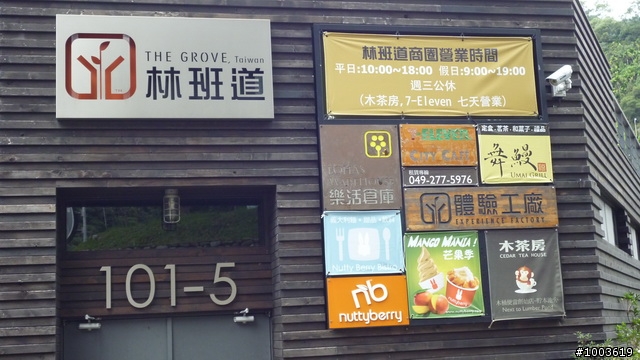 THE GROVE, Taiwan
林班道
林班道商圈營業時間
平日:10:00~18:00 假日:9:00~19:00
週三公休
(木茶房,7-Eleven 七天營業)
樂活倉庫
049-277-5976
鰻
UMAI GRILL
體驗工廠
EXPERIENCE FACTORY
MANGO MANIA!
芒果季
木茶房
CEDAR TEA HOUSE
nuttyberry
101-5
#1003619